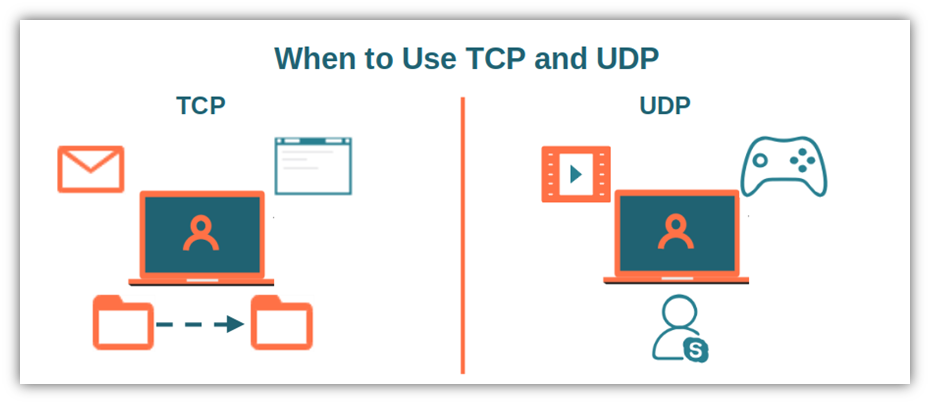 When to Use TCP and UDP
TCP
UDP
S